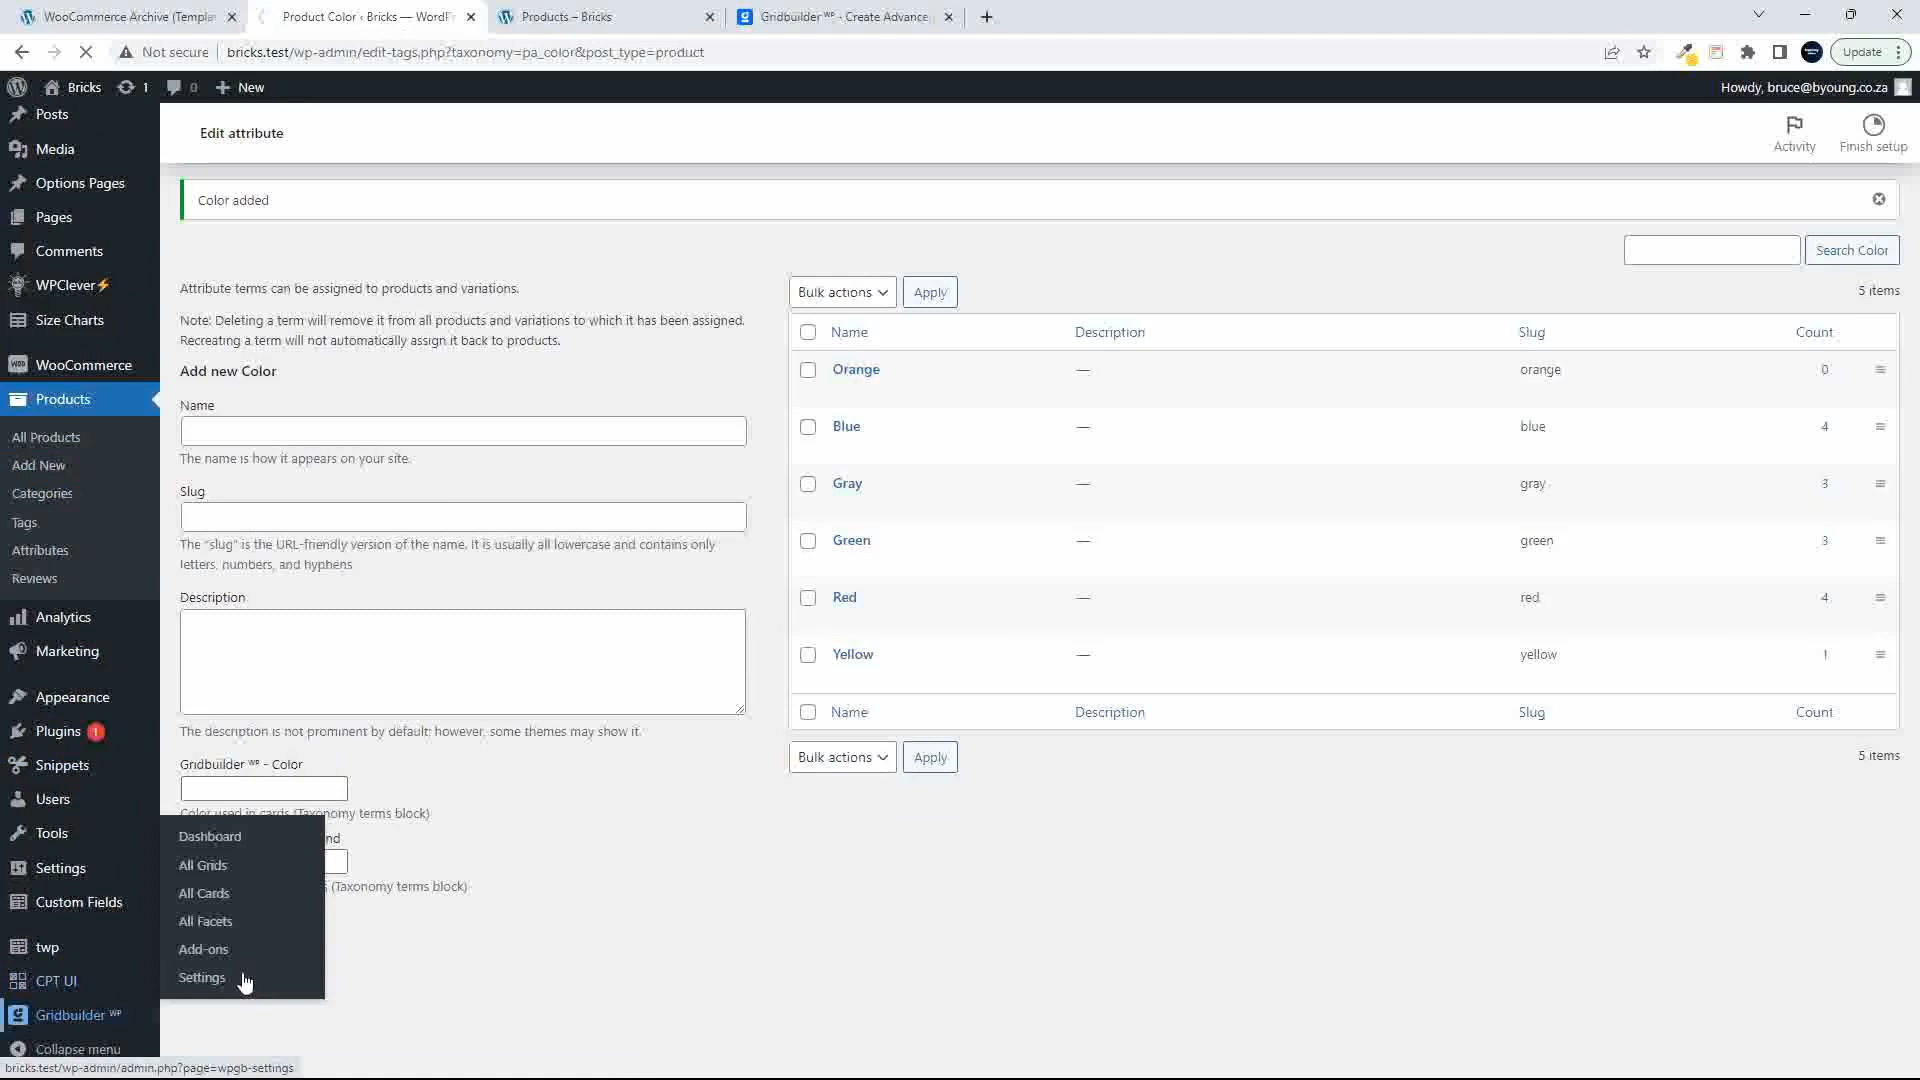 WooCommerce Archive (Templa
Product Color ‹ Bricks — WordPr
Products – Bricks
Gridbuilder ᵂᴾ - Create Advance
Not secure
bricks.test/wp-admin/edit-tags.php?taxonomy=pa_color&post_type=product
Update
Bricks
1
0
New
Howdy, bruce@byoung.co.za
Posts
Media
Options Pages
Pages
Comments
WPClever⚡
Size Charts
WooCommerce
Products
All Products
Add New
Categories
Tags
Attributes
Reviews
Analytics
Marketing
Appearance
Plugins 1
Snippets
Users
Tools
Settings
Custom Fields
twp
CPT UI
Gridbuilder ᵂᴾ
Collapse menu
Dashboard
All Grids
All Cards
All Facets
Add-ons
Settings
Edit attribute
Activity
Finish setup
Color added
Search Color
Attribute terms can be assigned to products and variations.
Note: Deleting a term will remove it from all products and variations to which it has been assigned.
Recreating a term will not automatically assign it back to products.
Add new Color
Name
The name is how it appears on your site.
Slug
The "slug" is the URL-friendly version of the name. It is usually all lowercase and contains only
letters, numbers, and hyphens
Description
The description is not prominent by default; however, some themes may show it.
Gridbuilder ᵂᴾ - Color
Color used in cards (Taxonomy terms block)
nd
(Taxonomy terms block)
Bulk actions
Apply
5 items
Name Description Slug Count
Orange — orange 0
Blue — blue 4
Gray — gray 3
Green — green 3
Red — red 4
Yellow — yellow 1
Name Description Slug Count
Bulk actions
Apply
5 items
bricks.test/wp-admin/admin.php?page=wpgb-settings